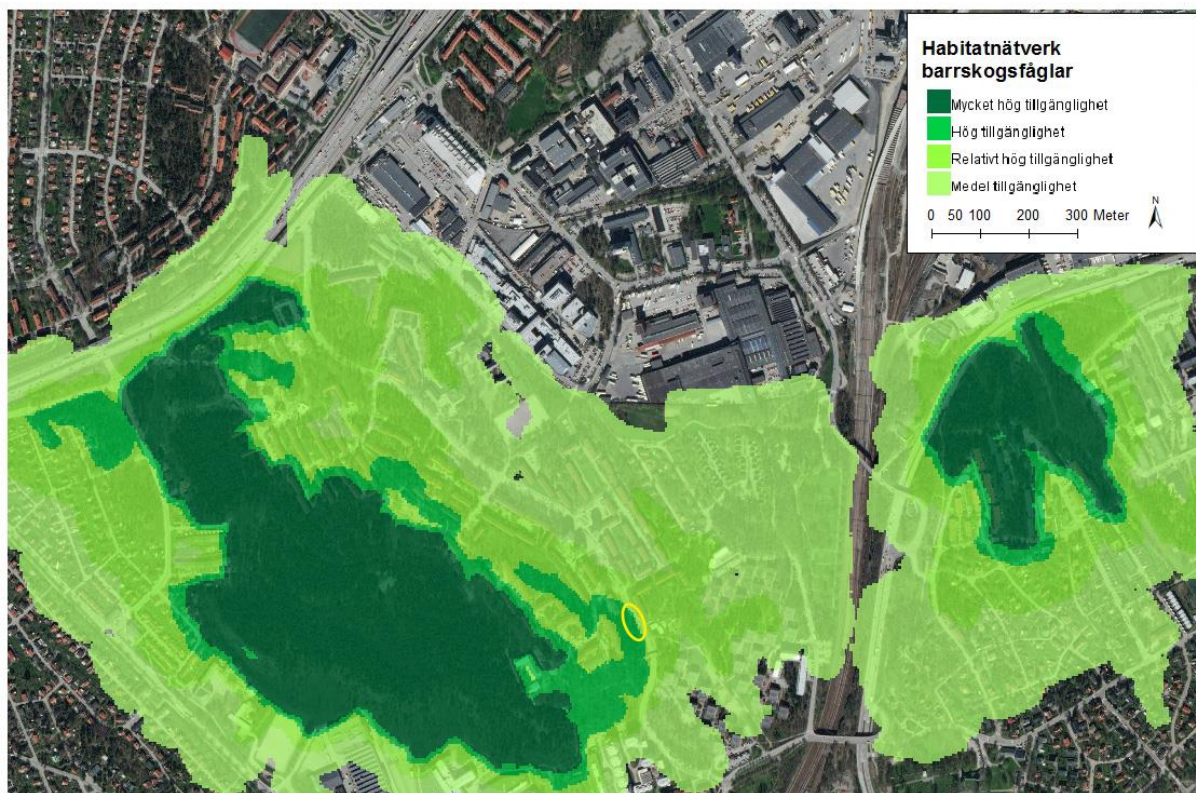 Habitatnätverk
barrskogsfåglar
Mycket hög tillgänglighet
Hög tillgänglighet
Relativt hög tillgänglighet
Medel tillgänglighet
N
0 50 100 200 300 Meter